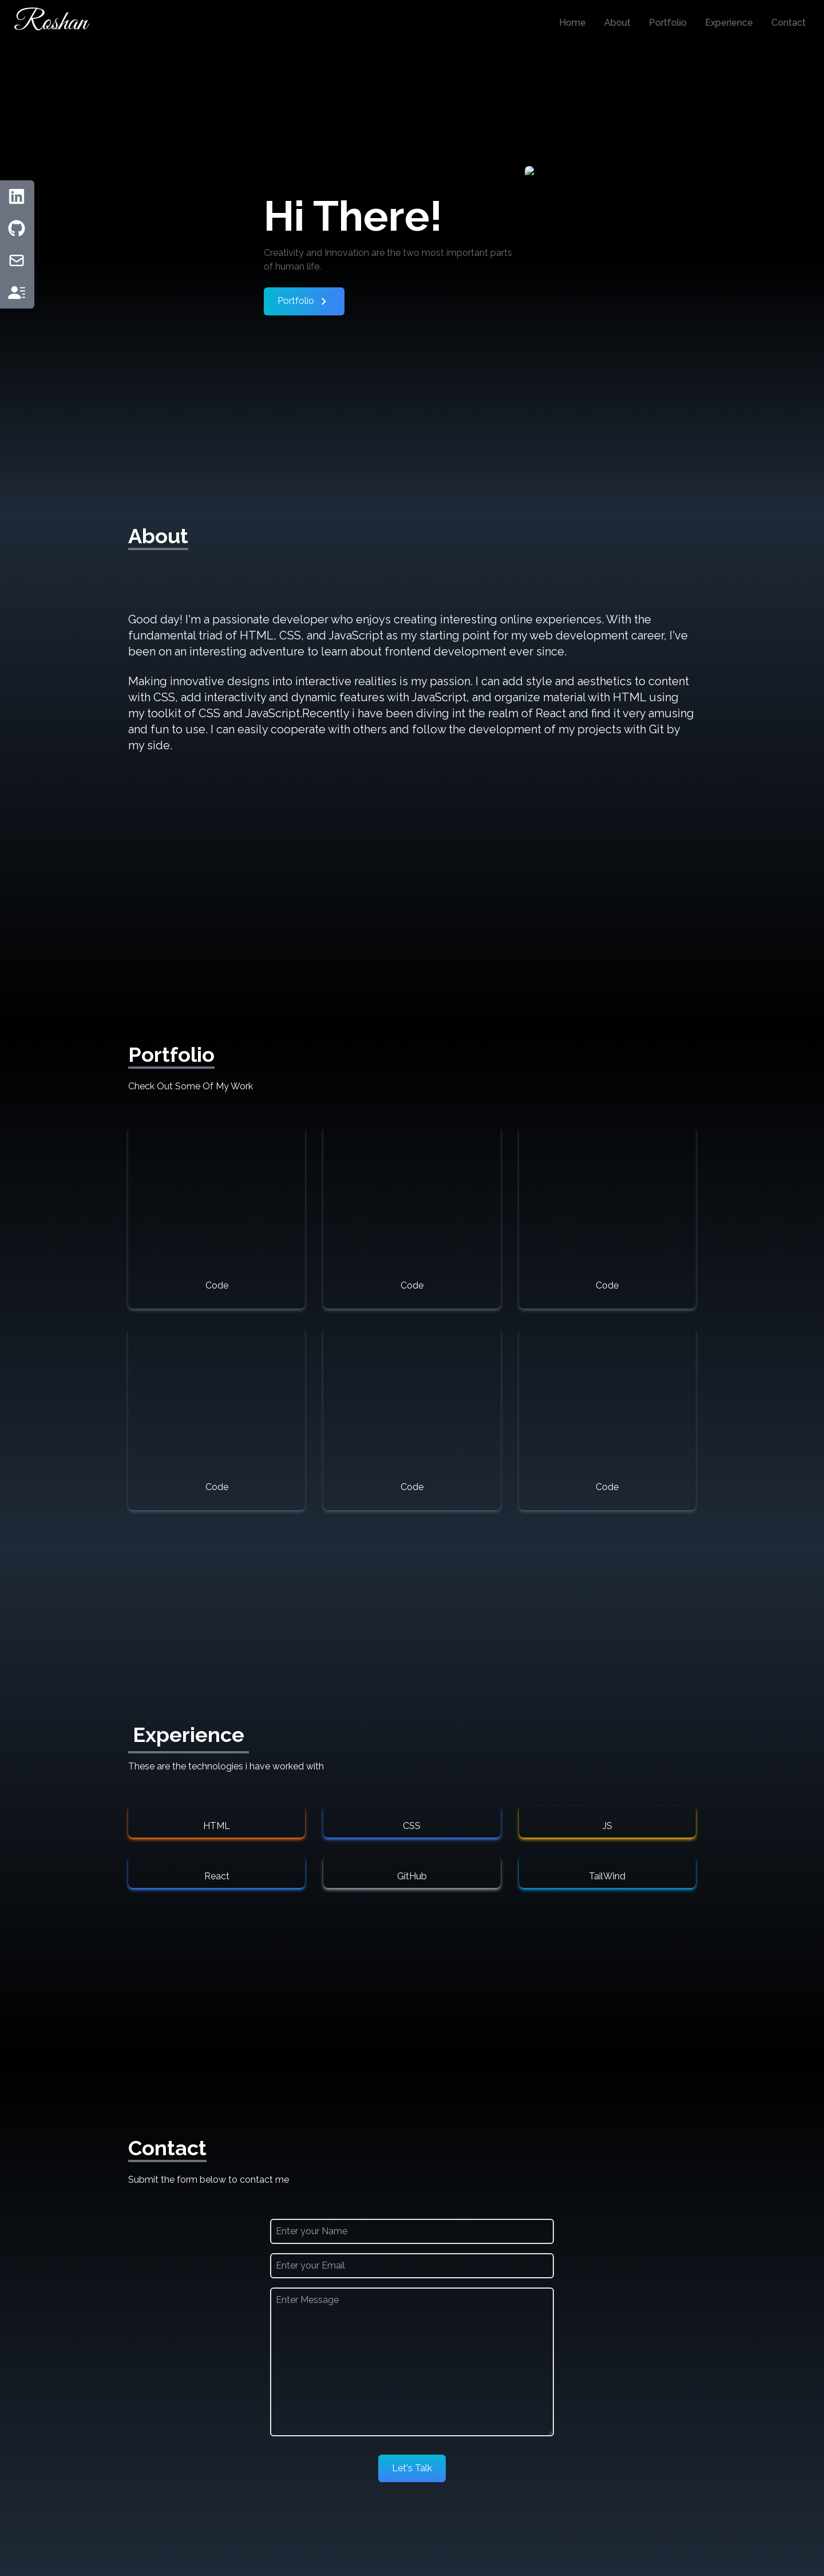 Roshan
Home About Portfolio Experience Contact
Hi There!
Creativity and Innovation are the two most important parts
of human life.
Portfolio
About
Good day! I'm a passionate developer who enjoys creating interesting online experiences. With the
fundamental triad of HTML, CSS, and JavaScript as my starting point for my web development career, I've
been on an interesting adventure to learn about frontend development ever since.
Making innovative designs into interactive realities is my passion. I can add style and aesthetics to content
with CSS, add interactivity and dynamic features with JavaScript, and organize material with HTML using
my toolkit of CSS and JavaScript.Recently i have been diving int the realm of React and find it very amusing
and fun to use. I can easily cooperate with others and follow the development of my projects with Git by
my side.
Portfolio
Check Out Some Of My Work
Code Code Code
Code Code Code
Experience
These are the technologies i have worked with
HTML CSS JS
React GitHub TailWind
Contact
Submit the form below to contact me
Enter your Name
Enter your Email
Enter Message
Let's Talk